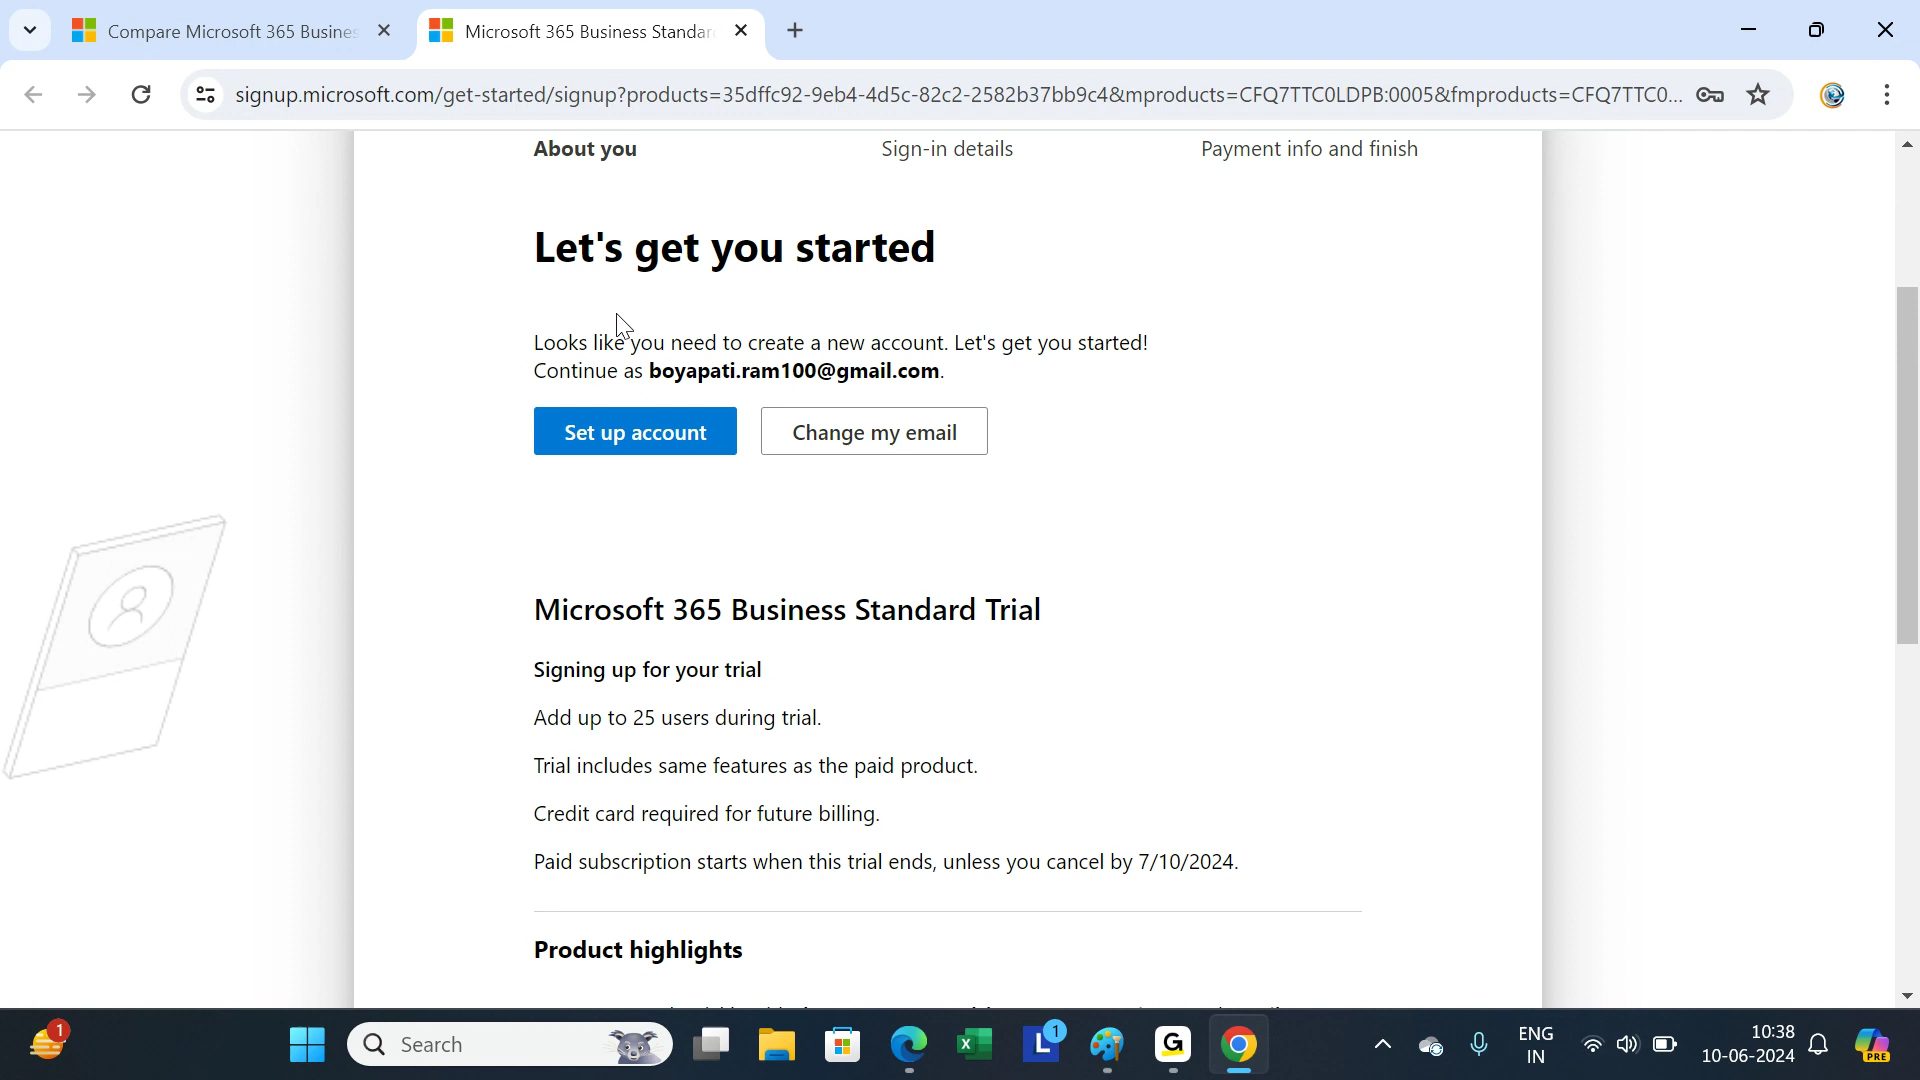 Compare Microsoft 365 Busines
Microsoft 365 Business Standar
signup.microsoft.com/get-started/signup?products=35dffc92-9eb4-4d5c-82c2-2582b37bb9c4&mproducts=CFQ7TTC0LDPB:0005&fmproducts=CFQ7TTC0...
About you
Sign-in details
Payment info and finish
Let's get you started
Looks like you need to create a new account. Let's get you started!
Continue as boyapati.ram100@gmail.com.
Set up account
Change my email
Microsoft 365 Business Standard Trial
Signing up for your trial
Add up to 25 users during trial.
Trial includes same features as the paid product.
Credit card required for future billing.
Paid subscription starts when this trial ends, unless you cancel by 7/10/2024.
Product highlights
1
Search
X
L
1
G
ENG
IN
10:38
10-06-2024
PRE